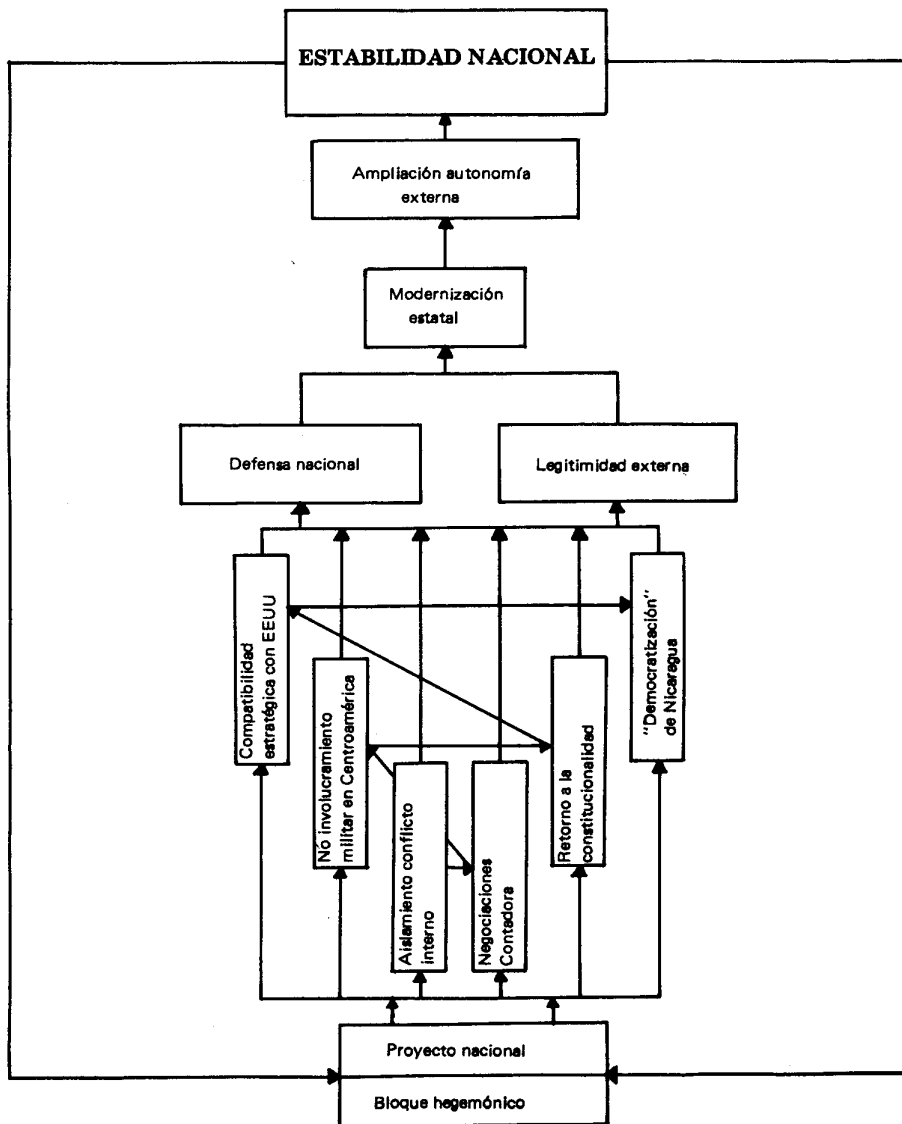 ESTABILIDAD NACIONAL
Ampliación autonomía
externa
Modernización
estatal
Defensa nacional
Legitimidad externa
Compatibilidad
estratégica con EEUU
Nó involucramiento
militar en Centroamérica
Aislamiento conflicto
interno
Negociaciones
Contadora
Retorno a la
constitucionalidad
"Democratización"
de Nicaragua
Proyecto nacional
Bloque hegemónico